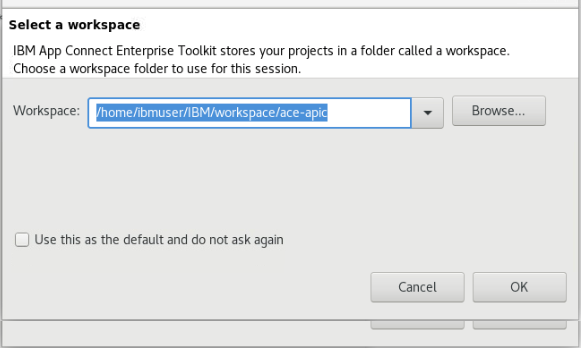 Select a workspace
IBM App Connect Enterprise Toolkit stores your projects in a folder called a workspace.
Choose a workspace folder to use for this session.
Workspace: /home/ibmuser/IBM/workspace/ace-apic Browse...
Use this as the default and do not ask again
Cancel OK